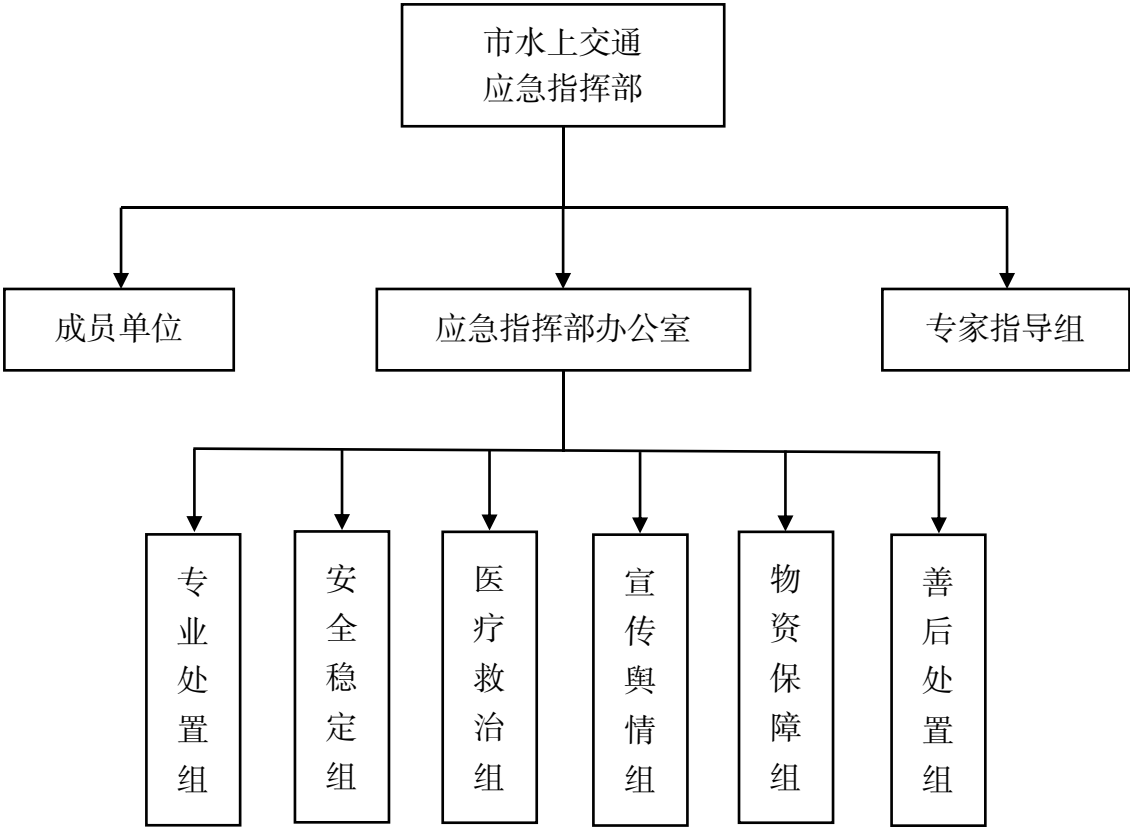 市水上交通
应急指挥部
成员单位
应急指挥部办公室
专家指导组
专业处置组
安全稳定组
医疗救治组
宣传舆情组
物资保障组
善后处置组